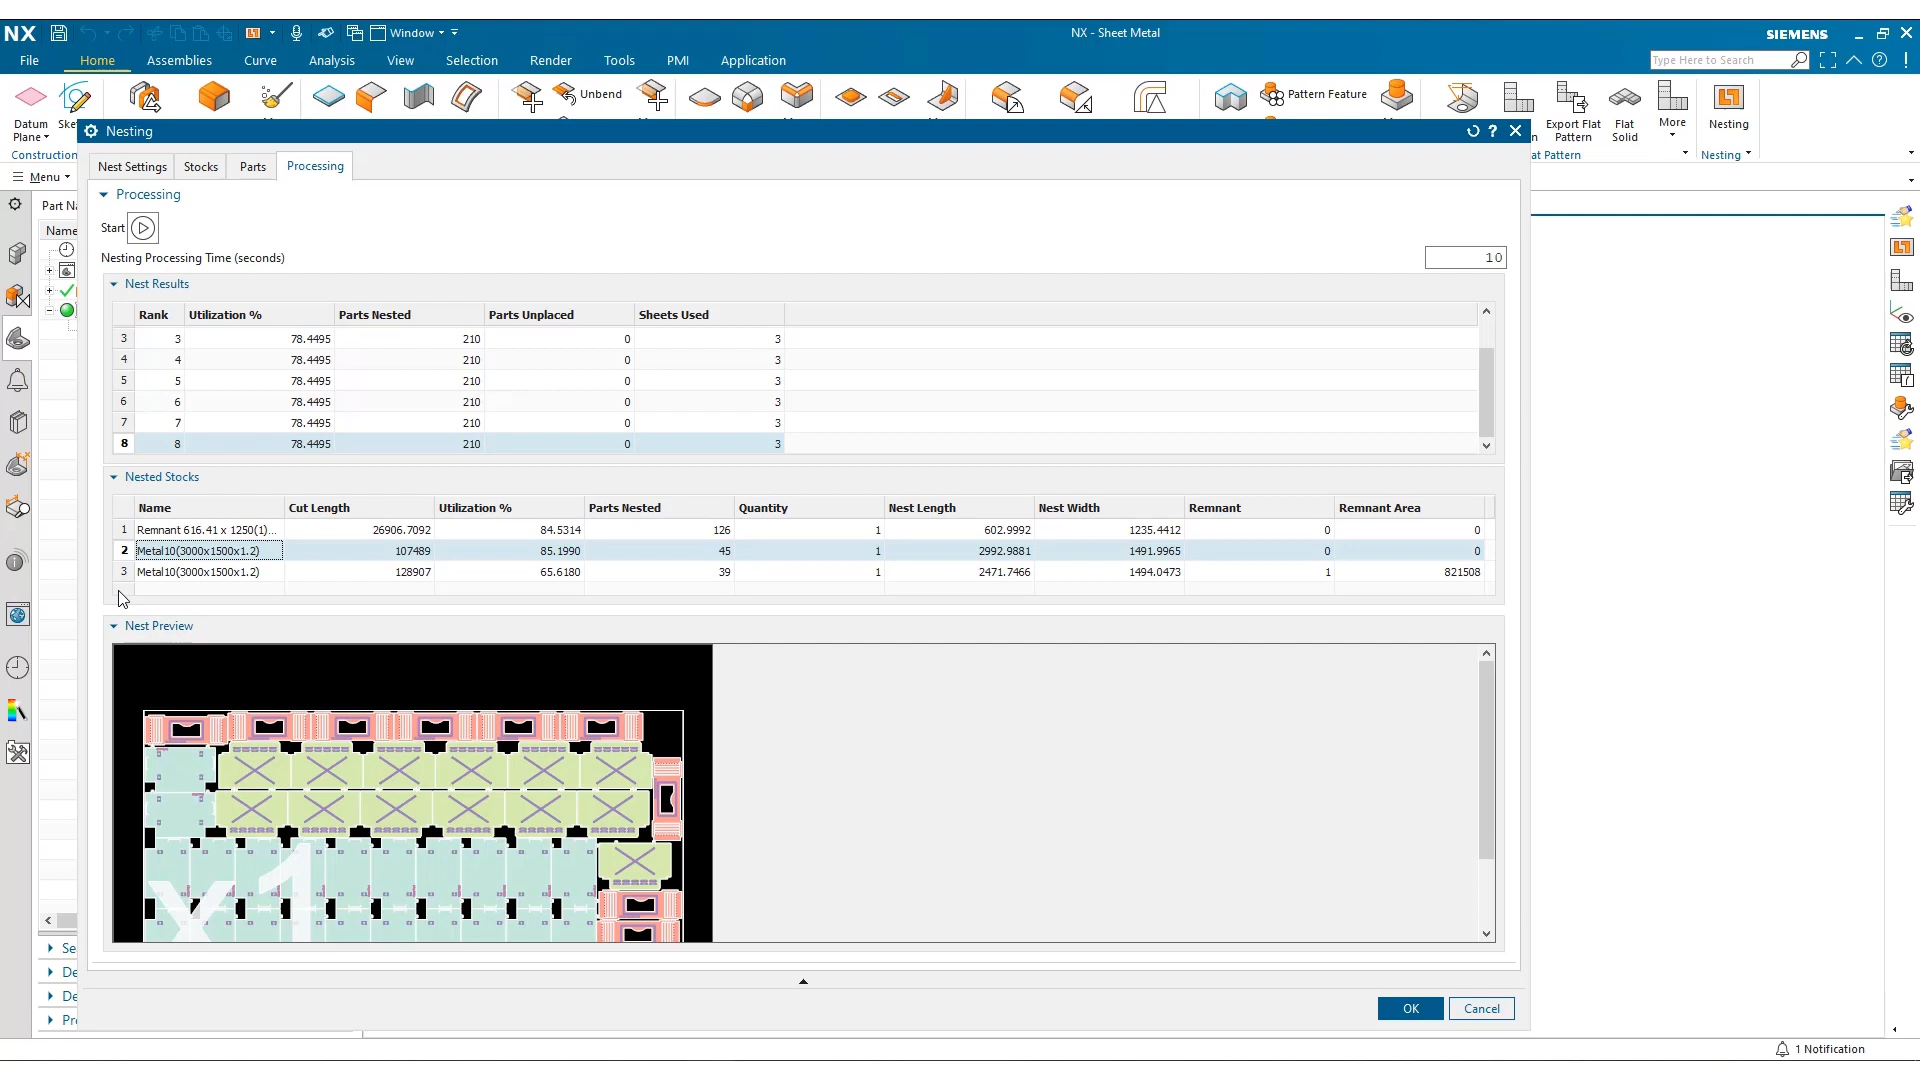 NX
Window
NX - Sheet Metal
SIEMENS
File
Home
Assemblies
Curve
Analysis
View
Selection
Render
Tools
PMI
Application
Type Here to Search
Unbend
Pattern Feature
Datum
Plane
Export Flat
Pattern
Flat
Solid
More
Nesting
Construction
at Pattern
Nesting
Menu
Nesting
Nest Settings
Stocks
Parts
Processing
Processing
Start
Nesting Processing Time (seconds)
10
Name
Nest Results
Rank Utilization % Parts Nested Parts Unplaced Sheets Used
3 3 78.4495 210 0 3
4 4 78.4495 210 0 3
5 5 78.4495 210 0 3
6 6 78.4495 210 0 3
7 7 78.4495 210 0 3
8 8 78.4495 210 0 3
Nested Stocks
Name Cut Length Utilization % Parts Nested Quantity Nest Length Nest Width Remnant Remnant Area
1 Remnant 616.41 x 1250(1)... 26906.7092 84.5314 126 1 602.9992 1235.4412 0 0
2 Metal10(3000x1500x1.2) 107489 85.1990 45 1 2992.9881 1491.9965 0 0
3 Metal10(3000x1500x1.2) 128907 65.6180 39 1 2471.7466 1494.0473 1 821508
Nest Preview
x1
Se
De
De
Pr
OK
Cancel
1 Notification